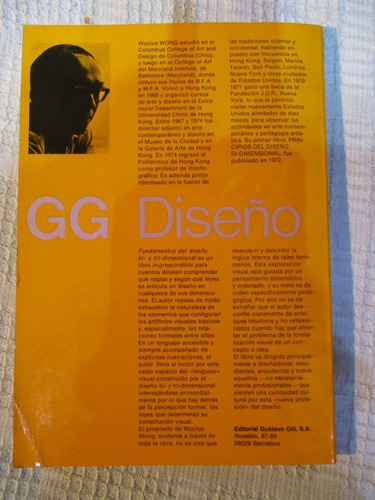 Wucius WONG estudió en el
Columbus College of Art and
Design de Columbus (Ohio),
y luego en el College of Art
del Maryland Institute, de
Baltimore (Maryland), donde
obtuvo sus títulos de B.F.A.
y M.F.A. Volvió a Hong Kong
en 1965 y organizó cursos
de arte y diseño en el Extra-
mural Department de la
Universidad China de Hong
Kong. Entre 1967 y 1974 fue
director adjunto en arte
contemporáneo y diseño en
el Museo de la Ciudad y en
la Galería de Arte de Hong
Kong. En 1974 ingresó al
Politécnico de Hong Kong
como profesor de diseño
gráfico. Es además pintor
interesado en la fusión de
las tradiciones oriental y
occidental, habiendo expu-
esto con frecuencia en
Hong Kong, Saigón, Manila,
Taiwán, Sao Paolo, Londres,
Nueva York y otras ciudades
de Estados Unidos. En 1970-
1971 ganó una beca de la
Fundación J.D.R., Nueva
York, lo que le permitió
visitar nuevamente Estados
Unidos alrededor de diez
meses, para observar las
actividades en arte contem-
poráneo y pedagogía artís-
tica. Su primer libro, PRIN-
CIPIOS DEL DISEÑO
BI-DIMENSIONAL, fue
publicado en 1972.
GG Diseño
Fundamentos del diseño
bi- y tri-dimensional es un
libro imprescindible para
cuantos desean comprender
qué reglas y según qué leyes
se articula un diseño en
cualquiera de sus dimensio-
nes. El autor repasa de modo
exhaustivo la naturaleza de
los elementos que configuran
los artificios visuales básicos
y, especialmente, las rela-
ciones formales entre ellos.
En un lenguaje accesible y
siempre acompañado de
explícitas ilustraciones, el
autor lleva al lector por este
vasto especio del «lenguaje»
visual constituido por el
diseño bi- y tri-dimensional,
interesándose primordial-
mente por lo que hay detrás
de la percepción formal: las
leyes que determinan su
constitución visual.
El propósito de Wucius
Wong, evidente a través de
toda la obra, no es otro que
descubrir y describir la
lógica interna de tales fenó-
menos. Esta exploración
visual está guiada por un
pensamiento sistemático
y ordenado, y su meta es de
orden específicamente peda-
gógico. Por ello no es de
extrañar que el autor des-
confíe claramente de enfo-
ques intuitivos y no reflexio-
nados cuando hay que afron-
tar el problema de la forma-
lización visual de un con-
cepto o idea.
El libro va dirigido principal-
mente a diseñadores, estu-
diantes, arquitectos y todos
aquellos —no necesaria-
mente profesionales— que
sienten una curiosidad cul-
tural por esta «nueva profe-
sión» del diseño.
Editorial Gustavo Gili, S.A.
Rosellón, 87-89
08029 Barcelona